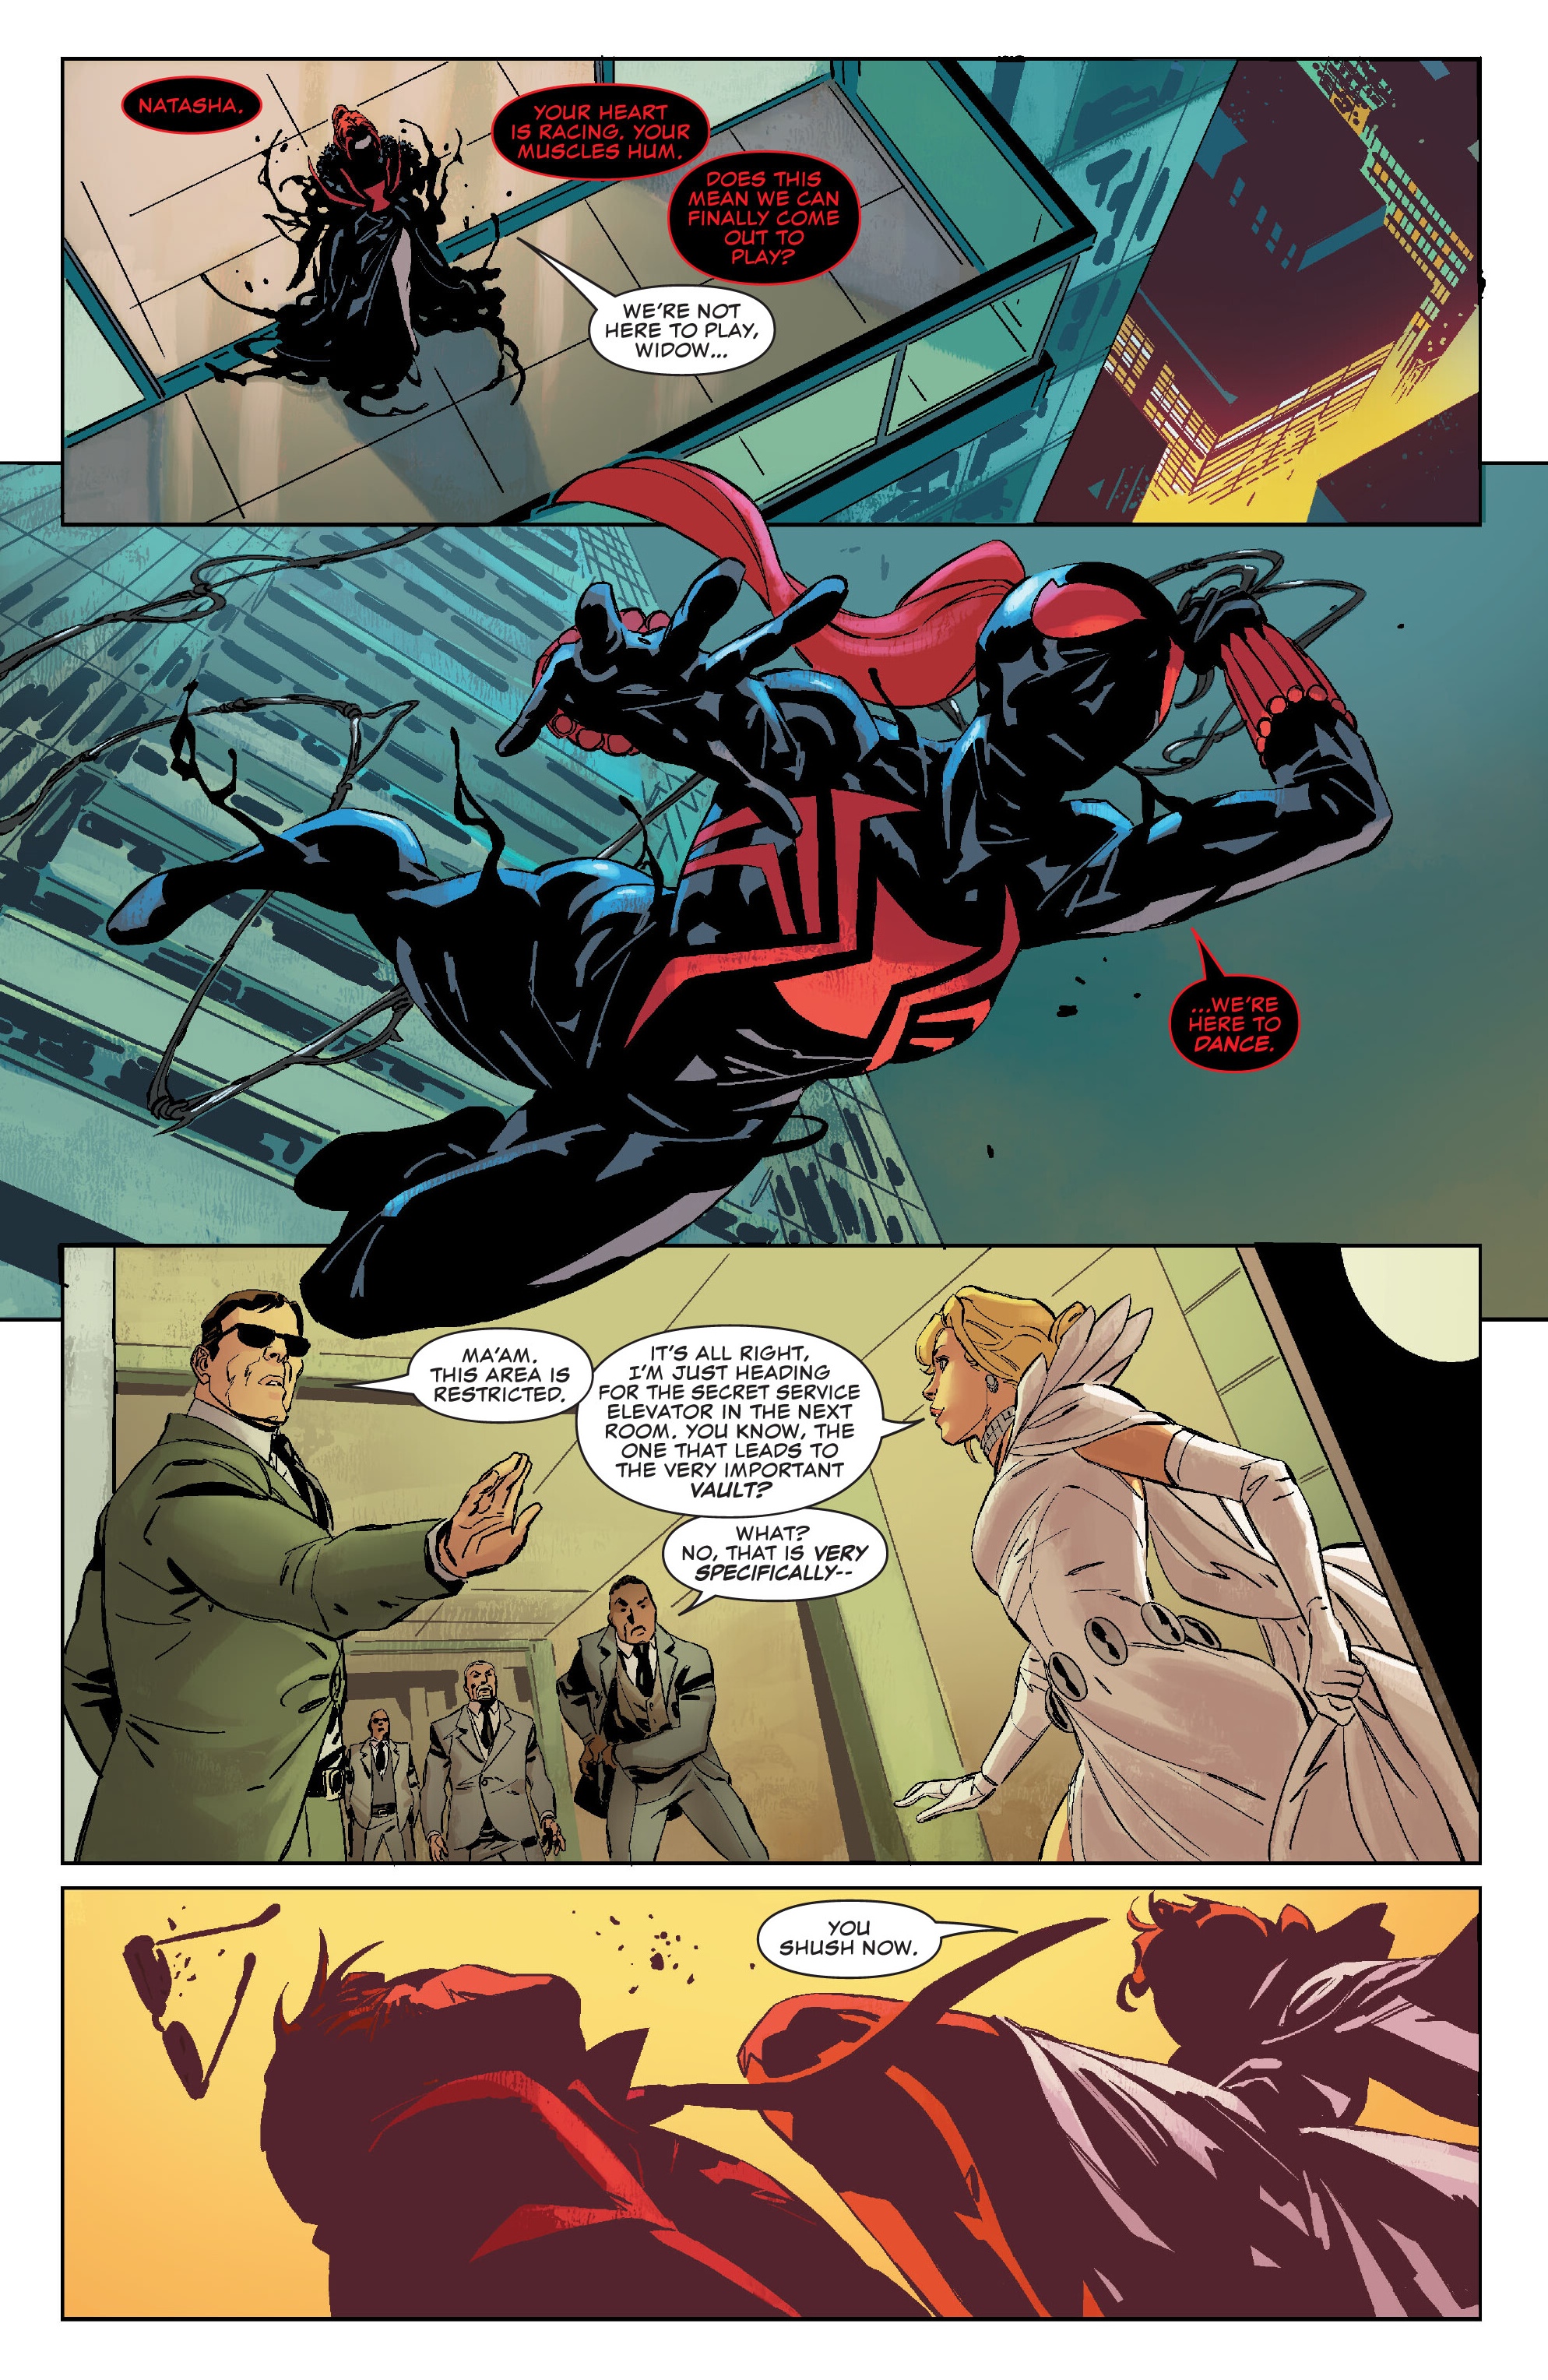 NATASHA.
YOUR HEART
IS RACING. YOUR
MUSCLES HUM.
DOES THIS
MEAN WE CAN
FINALLY COME
OUT TO
PLAY?
WE'RE NOT
HERE TO PLAY,
WIDOW...
...WE'RE
HERE TO
DANCE.
MA'AM.
THIS AREA IS
RESTRICTED.
IT'S ALL RIGHT,
I'M JUST HEADING
FOR THE SECRET SERVICE
ELEVATOR IN THE NEXT
ROOM. YOU KNOW, THE
ONE THAT LEADS TO
THE VERY IMPORTANT
VAULT?
WHAT?
NO, THAT IS VERY
SPECIFICALLY--
YOU
SHUSH NOW.